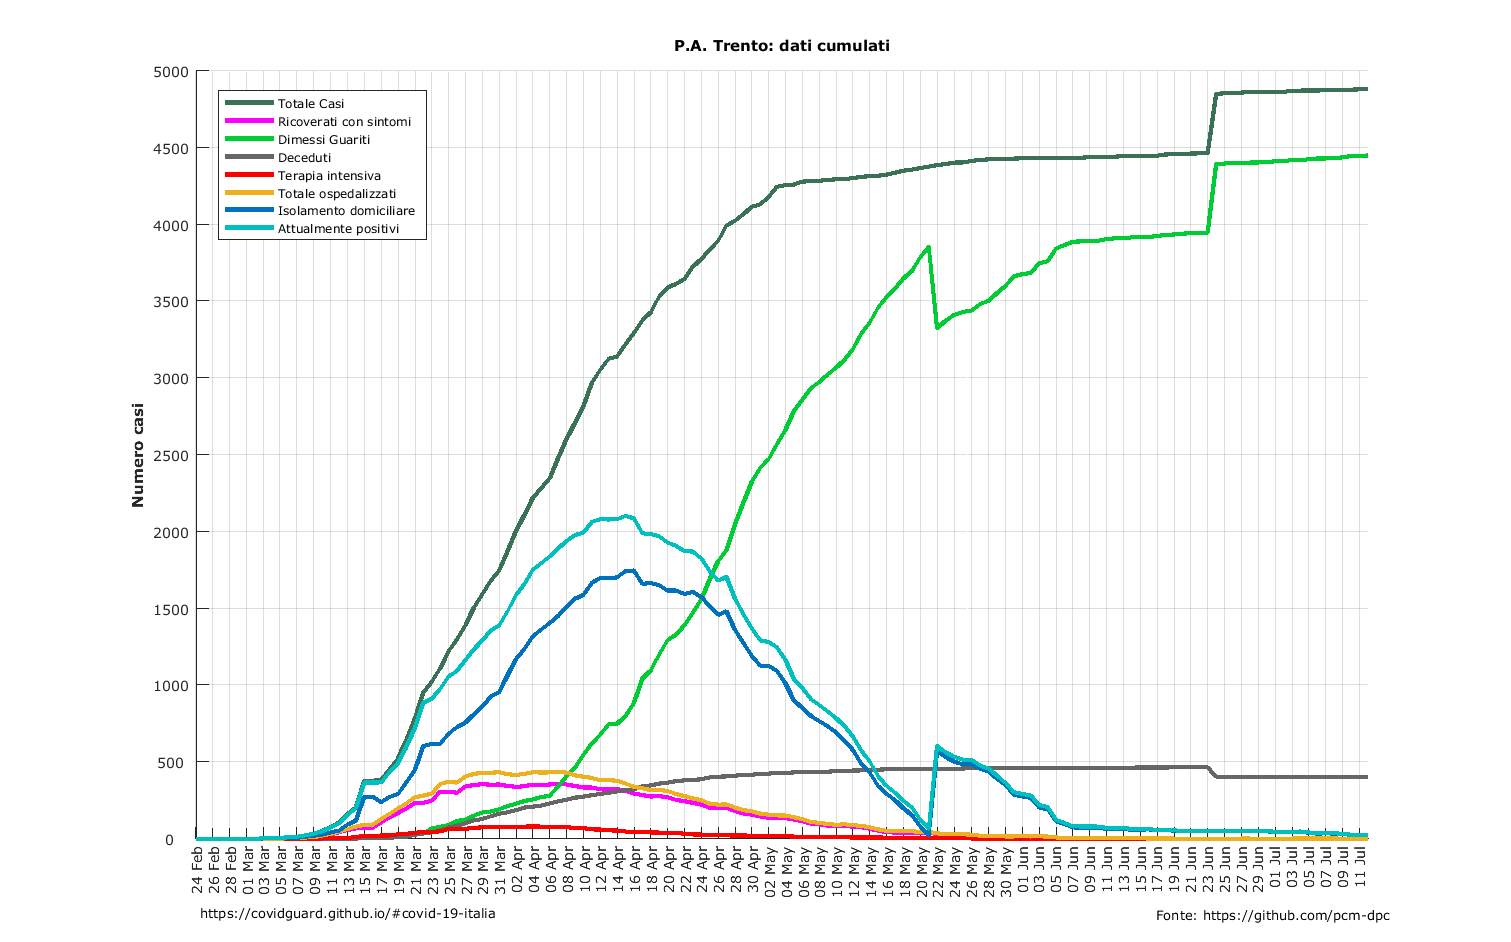 P.A. Trento: dati cumulati
5000
4500
4000
3500
3000
2500
2000
1500
1000
500
0
Numero casi
Totale Casi
Ricoverati con sintomi
Dimessi Guariti
Deceduti
Terapia intensiva
Totale ospedalizzati
Isolamento domiciliare
Attualmente positivi
24 Feb
26 Feb
28 Feb
01 Mar
03 Mar
05 Mar
07 Mar
09 Mar
11 Mar
13 Mar
15 Mar
17 Mar
19 Mar
21 Mar
23 Mar
25 Mar
27 Mar
29 Mar
31 Mar
02 Apr
04 Apr
06 Apr
08 Apr
10 Apr
12 Apr
14 Apr
16 Apr
18 Apr
20 Apr
22 Apr
24 Apr
26 Apr
28 Apr
30 Apr
02 May
04 May
06 May
08 May
10 May
12 May
14 May
16 May
18 May
20 May
22 May
24 May
26 May
28 May
30 May
01 Jun
03 Jun
05 Jun
07 Jun
09 Jun
11 Jun
13 Jun
15 Jun
17 Jun
19 Jun
21 Jun
23 Jun
25 Jun
27 Jun
29 Jun
01 Jul
03 Jul
05 Jul
07 Jul
09 Jul
11 Jul
https://covidguard.github.io/#covid-19-italia
Fonte: https://github.com/pcm-dpc